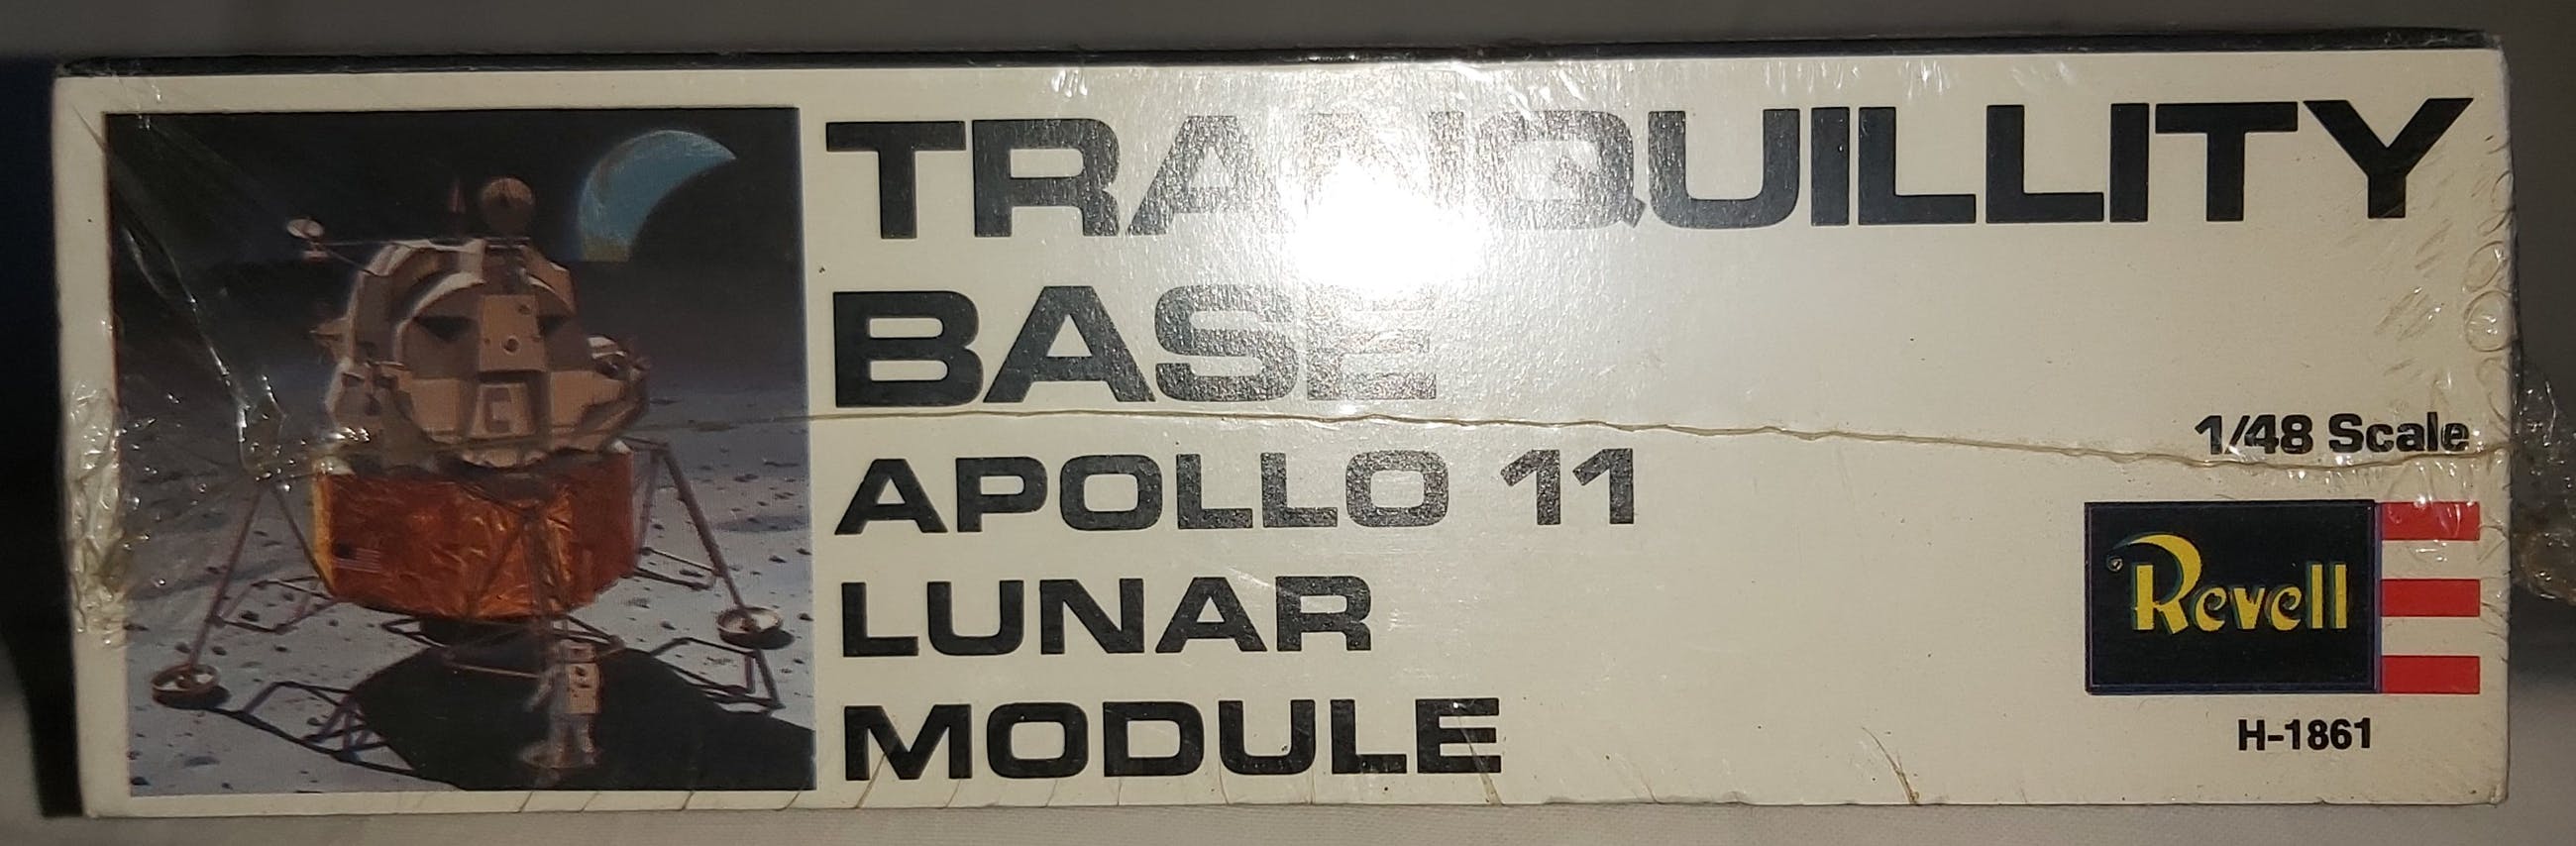 TRANQUILLITY
BASE
APOLLO 11
LUNAR
MODULE
1/48 Scale
Revell
H-1861